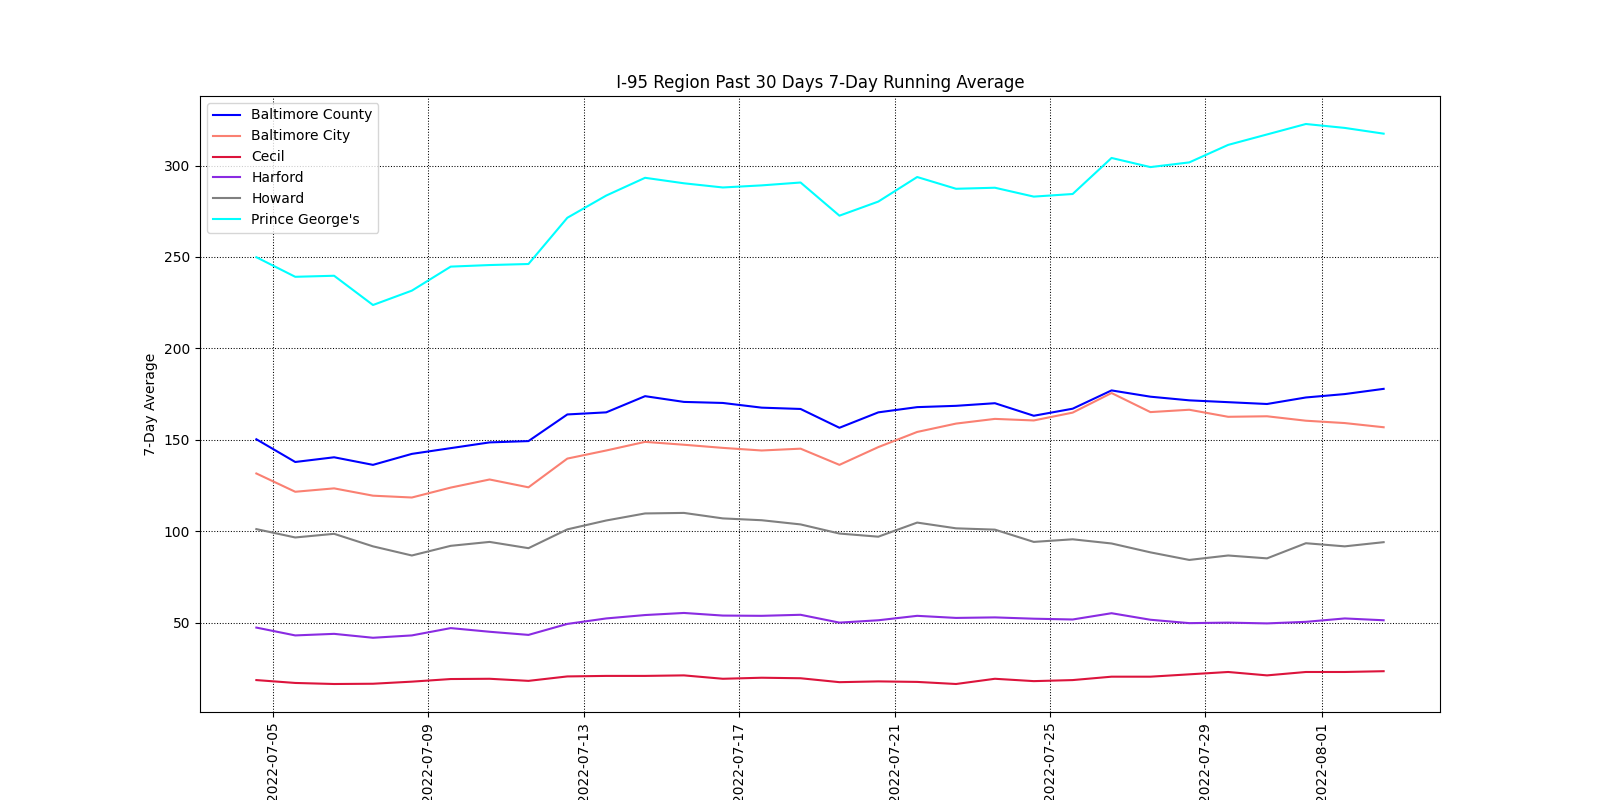 I-95 Region Past 30 Days 7-Day Running Average
Baltimore County
Baltimore City
Cecil
Harford
Howard
Prince George's
7-Day Average
300
250
200
150
100
50
2022-07-05
2022-07-09
2022-07-13
2022-07-17
2022-07-21
2022-07-25
2022-07-29
2022-08-01